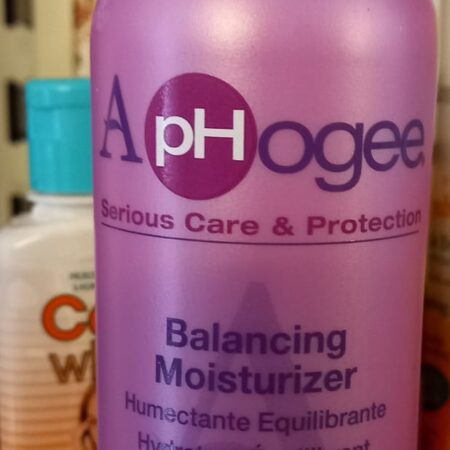 ApHogee
Serious Care & Protection
Balancing
Moisturizer
Humectante Equilibrante